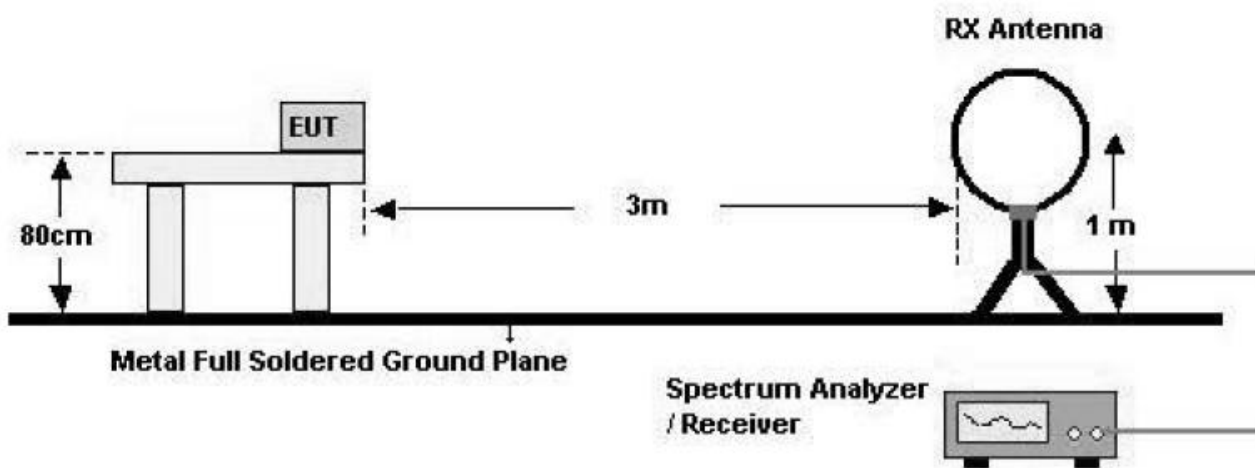 RX Antenna
EUT
3m
80cm
1 m
Metal Full Soldered Ground Plane
Spectrum Analyzer
/ Receiver